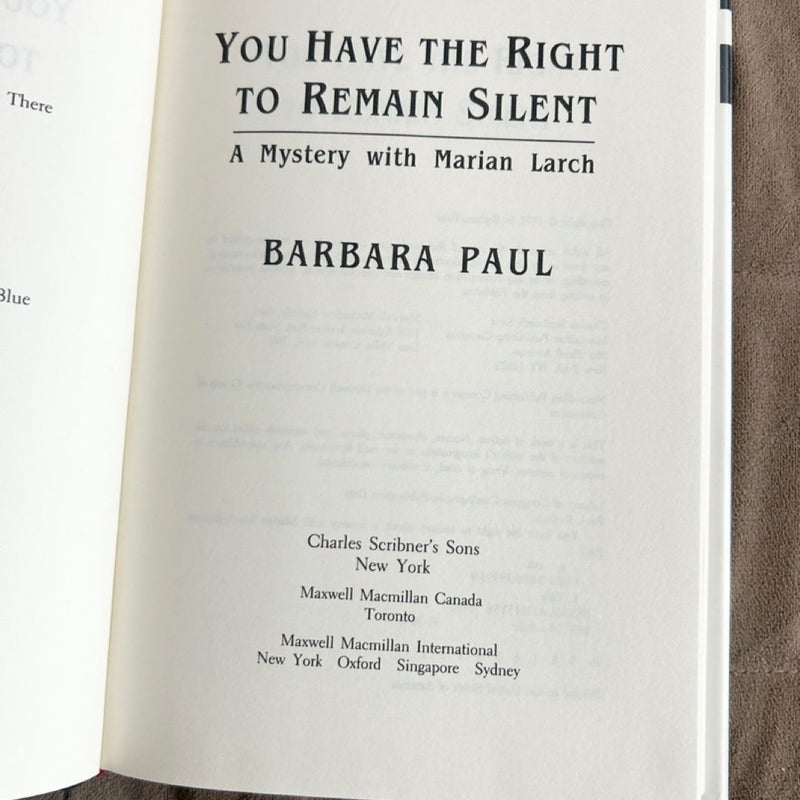 There
Blue
YOU HAVE THE RIGHT
TO REMAIN SILENT
A Mystery with Marian Larch
BARBARA PAUL
Charles Scribner's Sons
New York
Maxwell Macmillan Canada
Toronto
Maxwell Macmillan International
New York Oxford Singapore Sydney